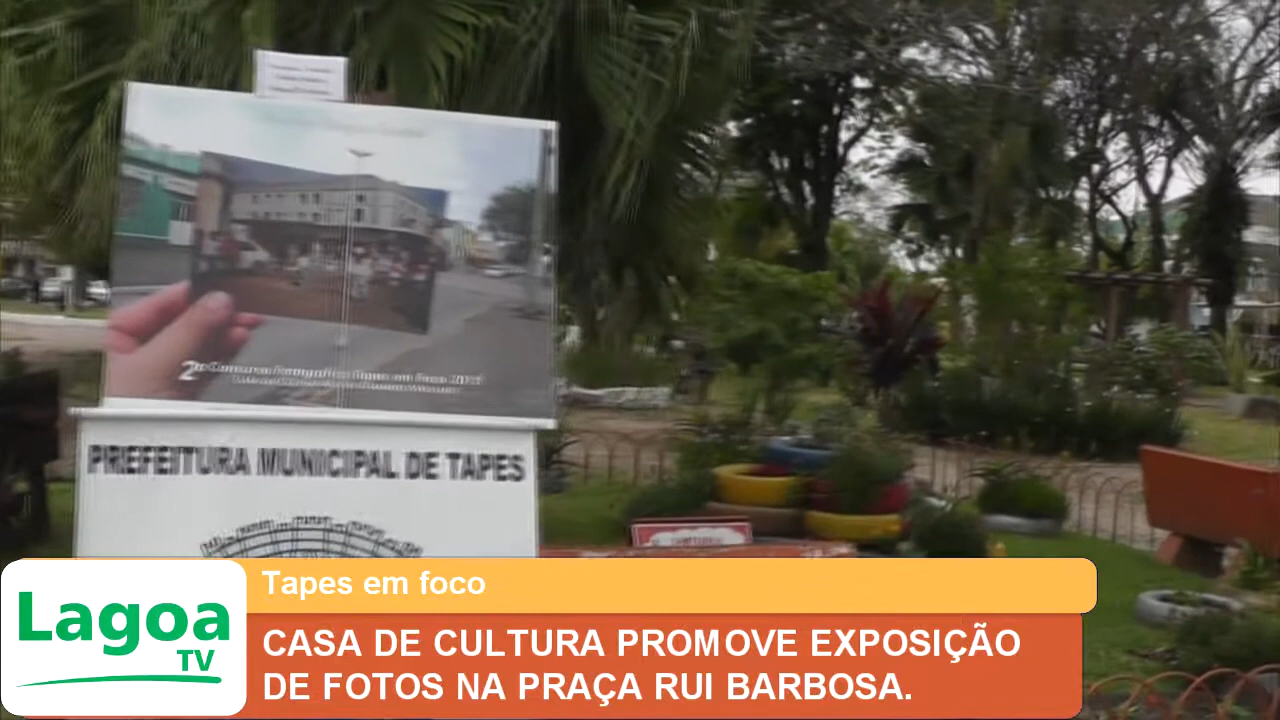 PREFEITURA MUNICIPAL DE TAPES
Lagoa
TV
Tapes em foco
CASA DE CULTURA PROMOVE EXPOSIÇÃO
DE FOTOS NA PRAÇA RUI BARBOSA.